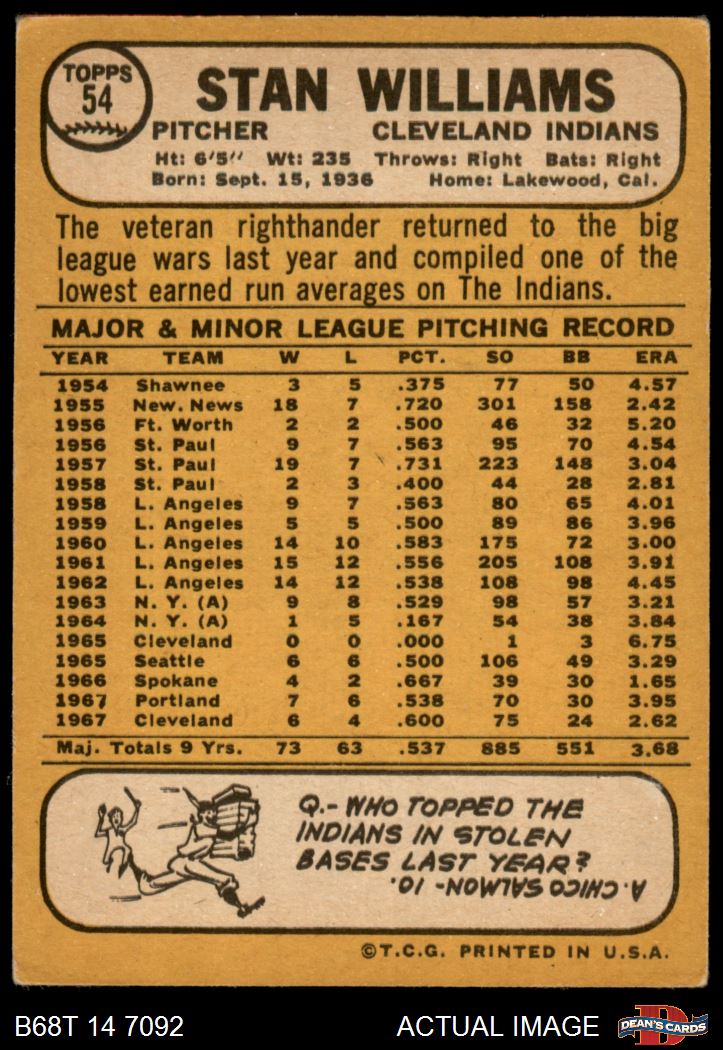 TOPPS
54
STAN WILLIAMS
PITCHER CLEVELAND INDIANS
Ht: 6'5" Wt: 235 Throws: Right Bats: Right
Born: Sept. 15, 1936 Home: Lakewood, Cal.
The veteran righthander returned to the big
league wars last year and compiled one of the
lowest earned run averages on The Indians.
MAJOR & MINOR LEAGUE PITCHING RECORD
YEAR TEAM W L PCT. SO BB ERA
1954 Shawnee 3 5 .375 77 50 4.57
1955 New. News 18 7 .720 301 158 2.42
1956 Ft. Worth 2 2 .500 46 32 5.20
1956 St. Paul 9 7 .563 95 70 4.54
1957 St. Paul 19 7 .731 223 148 3.04
1958 St. Paul 2 3 .400 44 28 2.81
1958 L. Angeles 9 7 .563 80 65 4.01
1959 L. Angeles 5 5 .500 89 86 3.96
1960 L. Angeles 14 10 .583 175 72 3.00
1961 L. Angeles 15 12 .556 205 108 3.91
1962 L. Angeles 14 12 .538 108 98 4.45
1963 N. Y. (A) 9 8 .529 98 57 3.21
1964 N. Y. (A) 1 5 .167 54 38 3.84
1965 Cleveland 0 0 .000 1 3 6.75
1965 Seattle 6 6 .500 106 49 3.29
1966 Spokane 4 2 .667 39 30 1.65
1967 Portland 7 6 .538 70 30 3.95
1967 Cleveland 6 4 .600 75 24 2.62
Maj. Totals 9 Yrs. 73 63 .537 885 551 3.68
Q.- WHO TOPPED THE
INDIANS IN STOLEN
BASES LAST YEAR?
A. CHICO SALMON- 10.
©T.C.G. PRINTED IN U.S.A.
B68T 14 7092 ACTUAL IMAGE DEAN'S CARDS